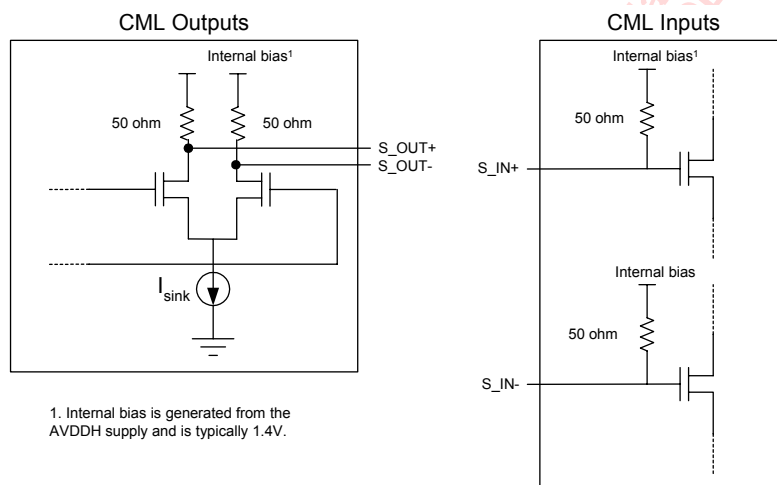 CML Outputs
Internal bias1
50 ohm
50 ohm
S_OUT+
S_OUT-
Isink
1. Internal bias is generated from the
AVDDH supply and is typically 1.4V.
CML Inputs
Internal bias1
50 ohm
S_IN+
Internal bias
50 ohm
S_IN-